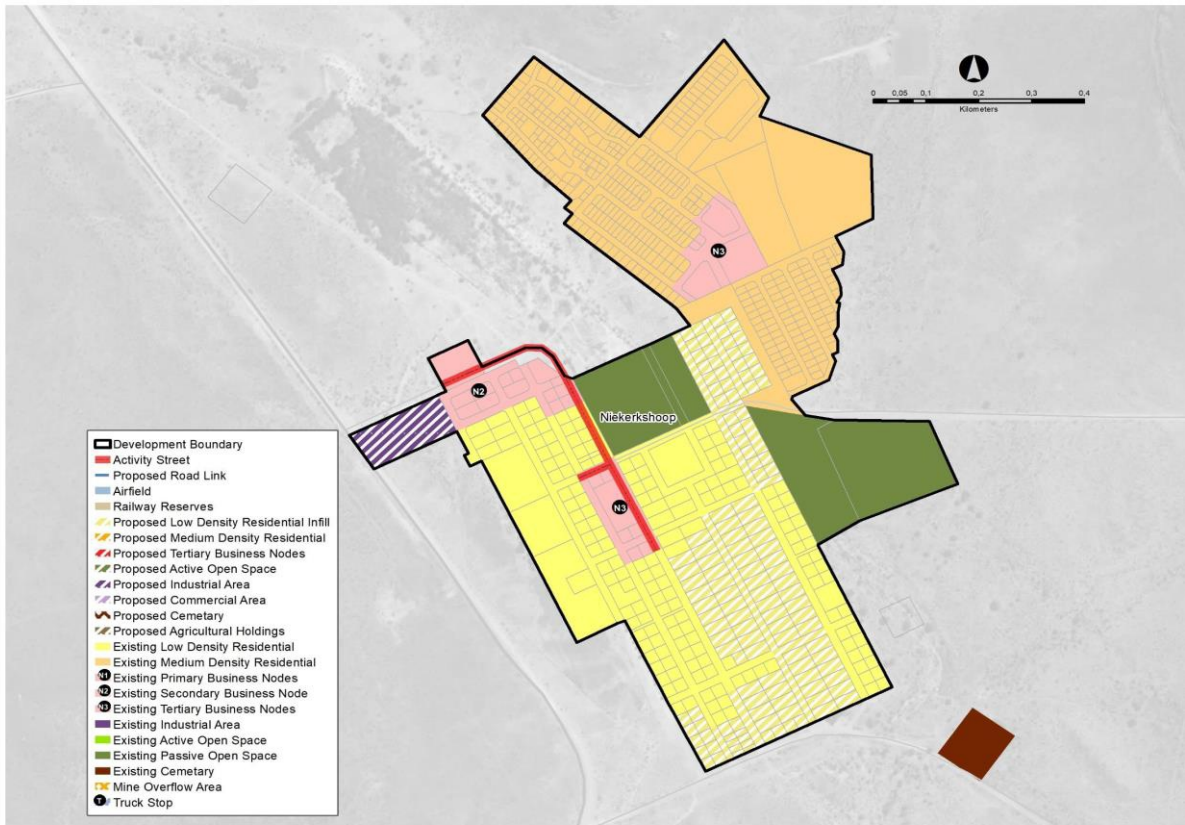 0 0,05 0,1 0,2 0,3 0,4
Kilometers
N3
N2
Niekerkshoop
N3
Development Boundary
Activity Street
Proposed Road Link
Airfield
Railway Reserves
Proposed Low Density Residential Infill
Proposed Medium Density Residential
Proposed Tertiary Business Nodes
Proposed Active Open Space
Proposed Industrial Area
Proposed Commercial Area
Proposed Cemetary
Proposed Agricultural Holdings
Existing Low Density Residential
Existing Medium Density Residential
N1 Existing Primary Business Nodes
N2 Existing Secondary Business Node
N3 Existing Tertiary Business Nodes
Existing Industrial Area
Existing Active Open Space
Existing Passive Open Space
Existing Cemetary
Mine Overflow Area
T Truck Stop